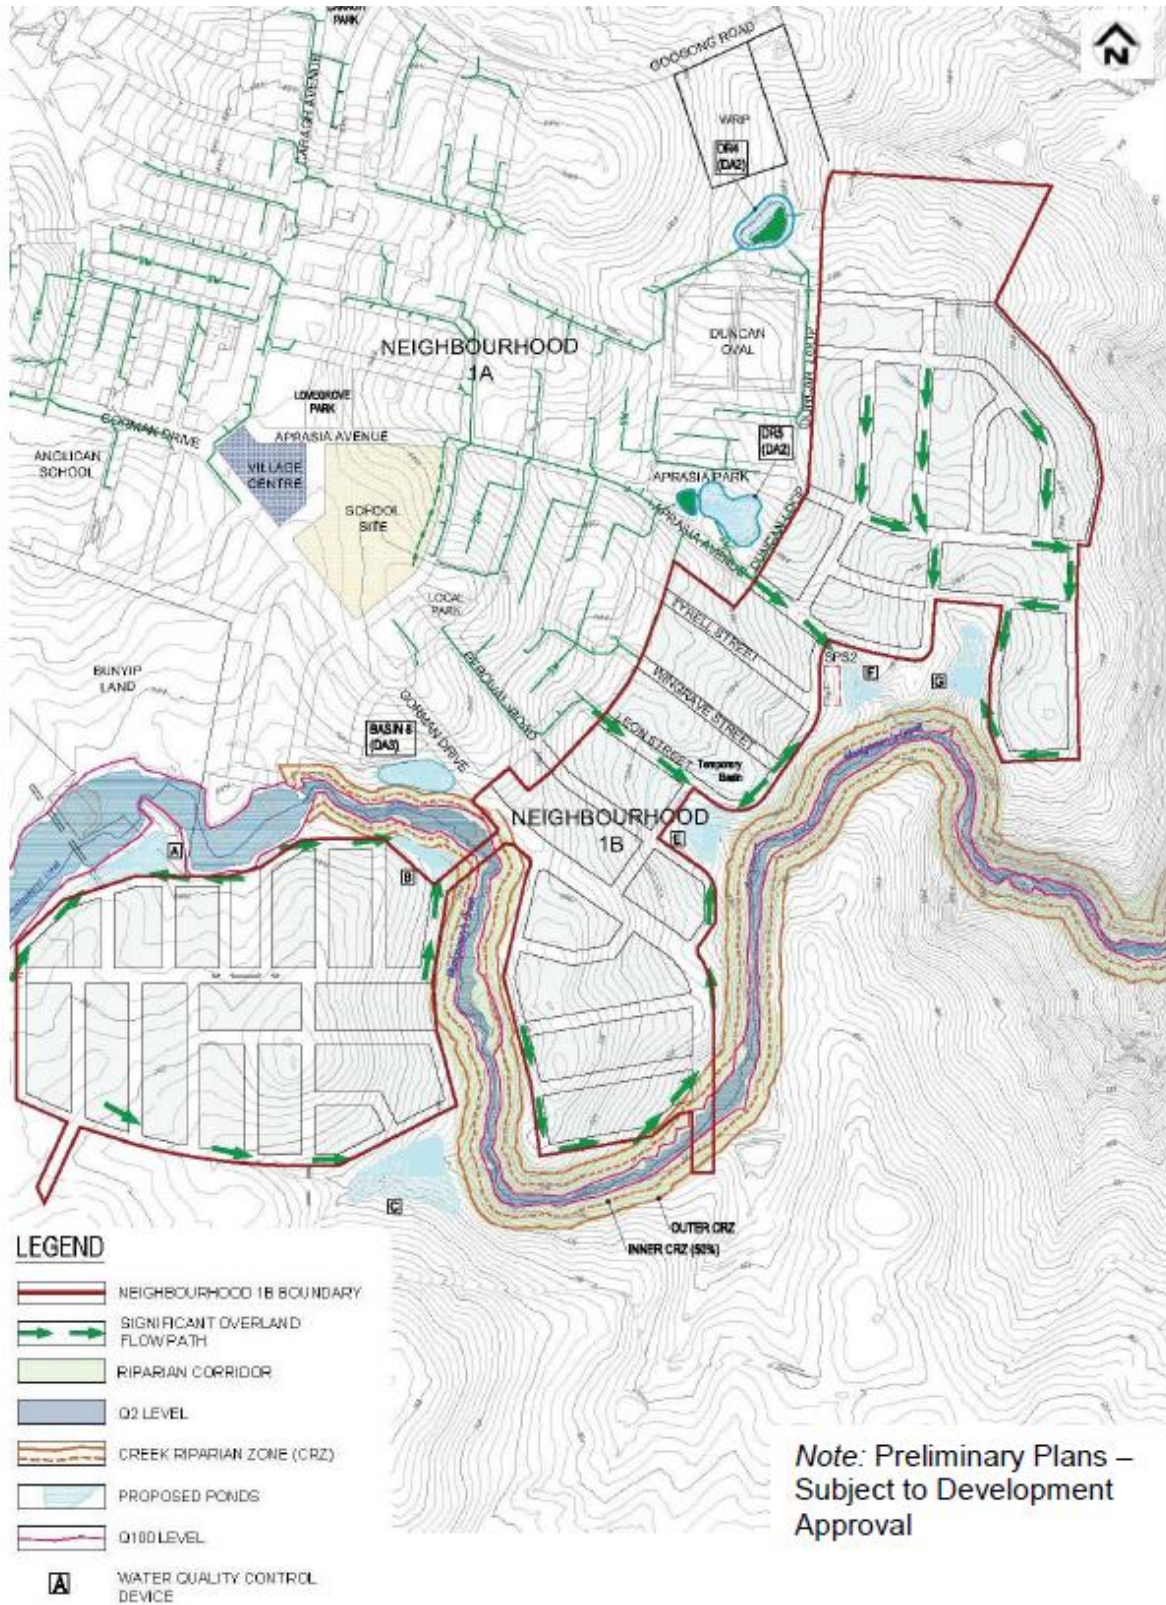 PARK
N
GOOGONG ROAD
CARAGH AVENUE
WRP
DR4
(DA2)
DUNCAN
OVAL
DUNCAN LOOP
NEIGHBOURHOOD
1A
LOVEGROVE
PARK
GORMAN DRIVE
APRASIA AVENUE
DR5
(DA2)
ANGLICAN
SCHOOL
VILLAGE
CENTRE
APRASIA PARK
SCHOOL
SITE
APRASIA AVENUE
DUNCAN LOOP
LOCAL
PARK
TYRELL STREET
SPS2
BUNYIP
LAND
WINGRAVE STREET
F
G
GORMAN DRIVE
LEON STREET
BASIN 6
(DA3)
Temporary
Basin
NEIGHBOURHOOD
1B
E
A
B
C
OUTER CRZ
INNER CRZ (50%)
LEGEND
NEIGHBOURHOOD 1B BOUNDARY
SIGNIFICANT OVERLAND
FLOWPATH
RIPARIAN CORRIDOR
Q2 LEVEL
CREEK RIPARIAN ZONE (CRZ)
PROPOSED PONDS
Q100 LEVEL
A
WATER QUALITY CONTROL
DEVICE
Note: Preliminary Plans –
Subject to Development
Approval